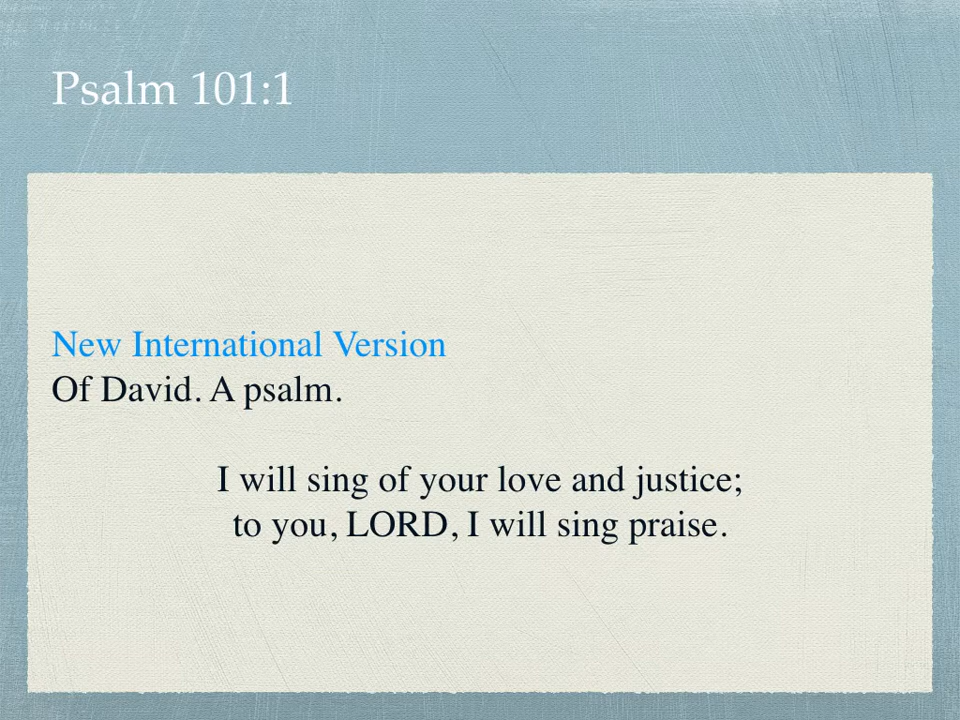 Psalm 101:1
New International Version
Of David. A psalm.
I will sing of your love and justice;
to you, LORD, I will sing praise.